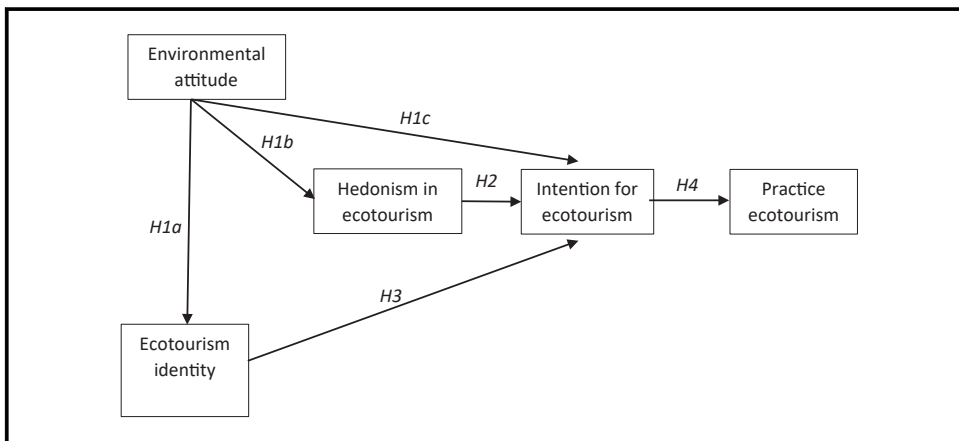 Environmental
attitude
H1c
H1b
Hedonism in
ecotourism
H2
Intention for
ecotourism
H4
Practice
ecotourism
H1a
H3
Ecotourism
identity